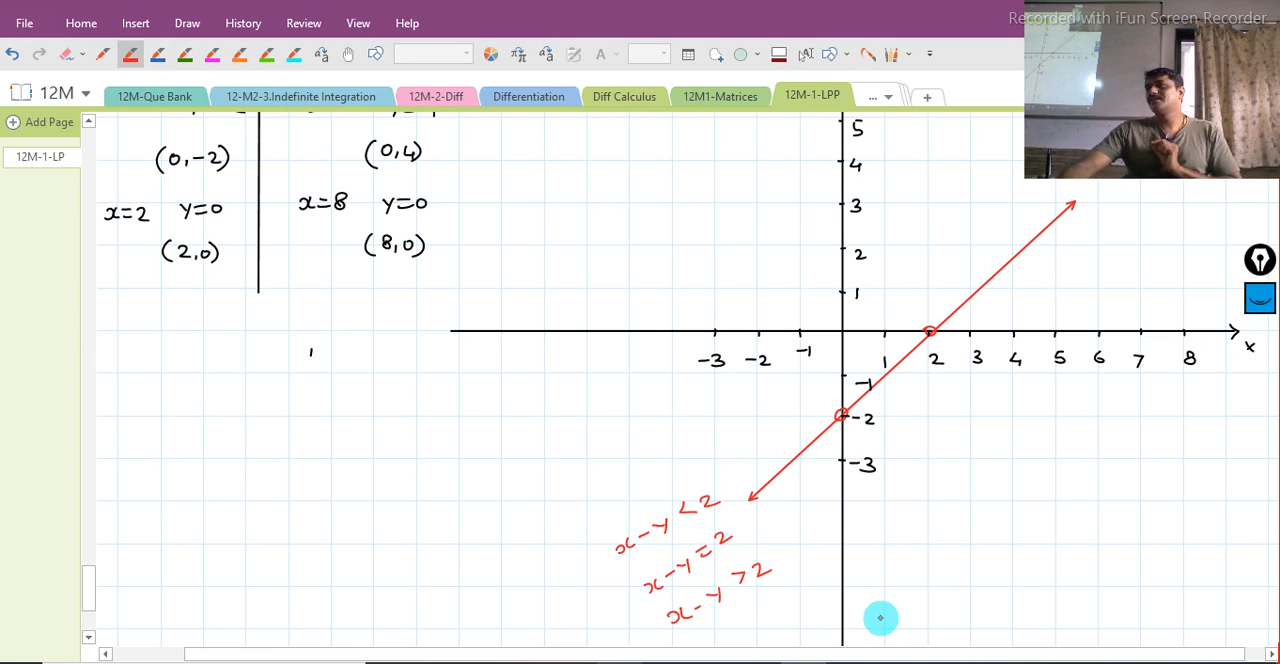 File Home Insert Draw History Review View Help
Recorded with iFun Screen Recorder
12M 12M-Que Bank 12-M2-3.Indefinite Integration 12M-2-Diff Differentiation Diff Calculus 12M1-Matrices 12M-1-LPP ...
Add Page
12M-1-LP
(0,-2)
(0,4)
x=2 y=0
x=8 y=0
(2,0)
(8,0)
5
4
3
2
1
-3 -2 -1 1 2 3 4 5 6 7 8 x
-1
-2
-3
x-y<2
x-y=2
x-y>2